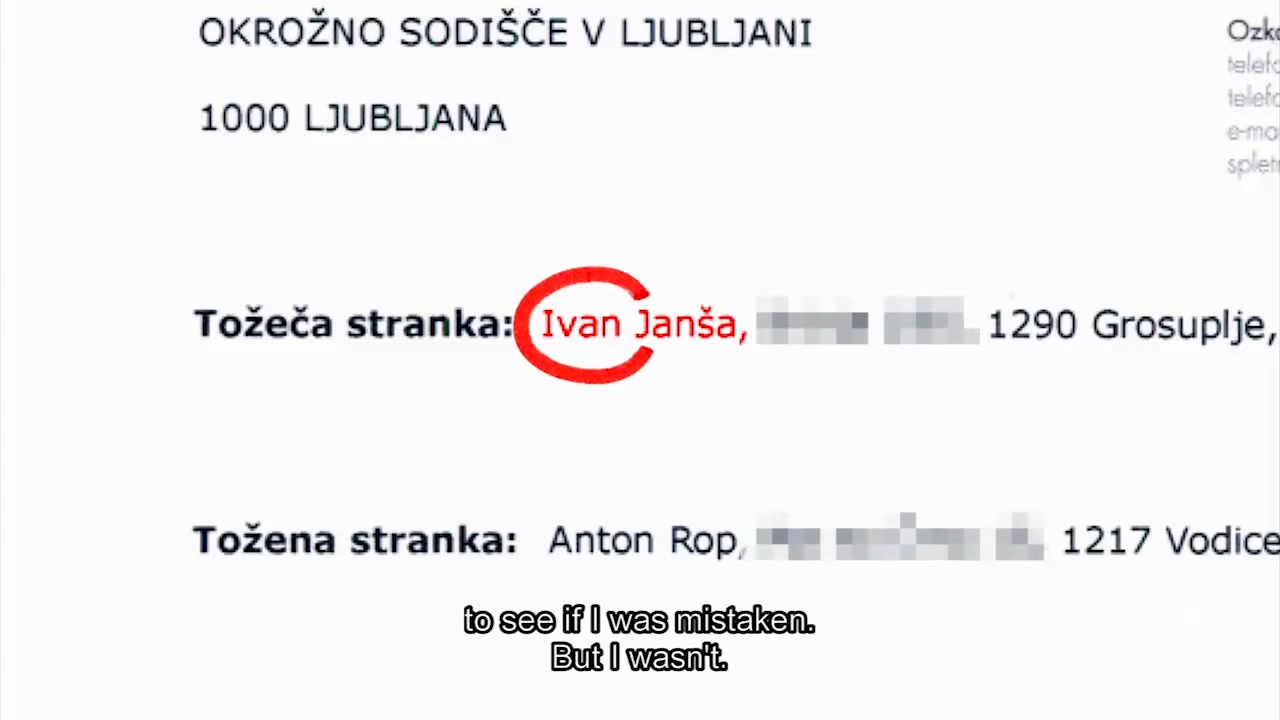 OKROŽNO SODIŠČE V LJUBLJANI
1000 LJUBLJANA
Tožeča stranka: Ivan Janša, 1290 Grosuplje,
Tožena stranka: Anton Rop, 1217 Vodice
to see if I was mistaken.
But I wasn't.